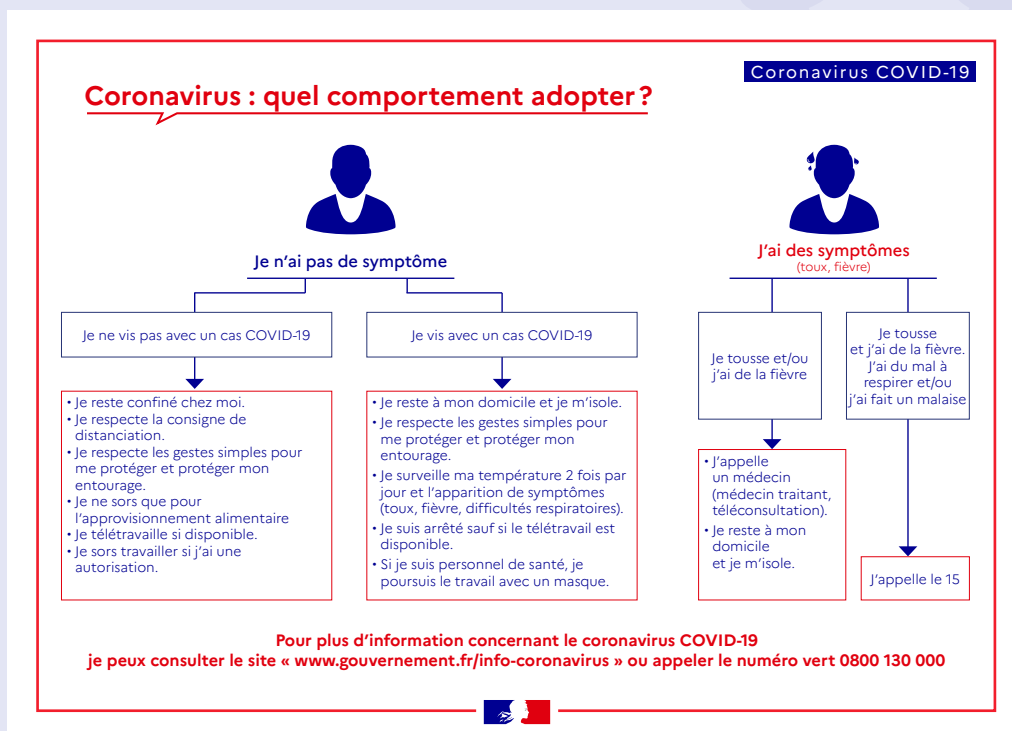 Coronavirus COVID-19
Coronavirus : quel comportement adopter ?
Je n'ai pas de symptôme
J'ai des symptômes
(toux, fièvre)
Je ne vis pas avec un cas COVID-19
• Je reste confiné chez moi.
• Je respecte la consigne de
distanciation.
• Je respecte les gestes simples pour
me protéger et protéger mon
entourage.
• Je ne sors que pour
l'approvisionnement alimentaire
• Je télétravaille si disponible.
• Je sors travailler si j'ai une
autorisation.
Je vis avec un cas COVID-19
• Je reste à mon domicile et je m'isole.
• Je respecte les gestes simples pour
me protéger et protéger mon
entourage.
• Je surveille ma température 2 fois par
jour et l'apparition de symptômes
(toux, fièvre, difficultés respiratoires).
• Je suis arrêté sauf si le télétravail est
disponible.
• Si je suis personnel de santé, je
poursuis le travail avec un masque.
Je tousse et/ou
j'ai de la fièvre
• J'appelle
un médecin
(médecin traitant,
téléconsultation).
• Je reste à mon
domicile
et je m'isole.
Je tousse
et j'ai de la fièvre.
J'ai du mal à
respirer et/ou
j'ai fait un malaise
J'appelle le 15
Pour plus d'information concernant le coronavirus COVID-19
je peux consulter le site « www.gouvernement.fr/info-coronavirus » ou appeler le numéro vert 0800 130 000